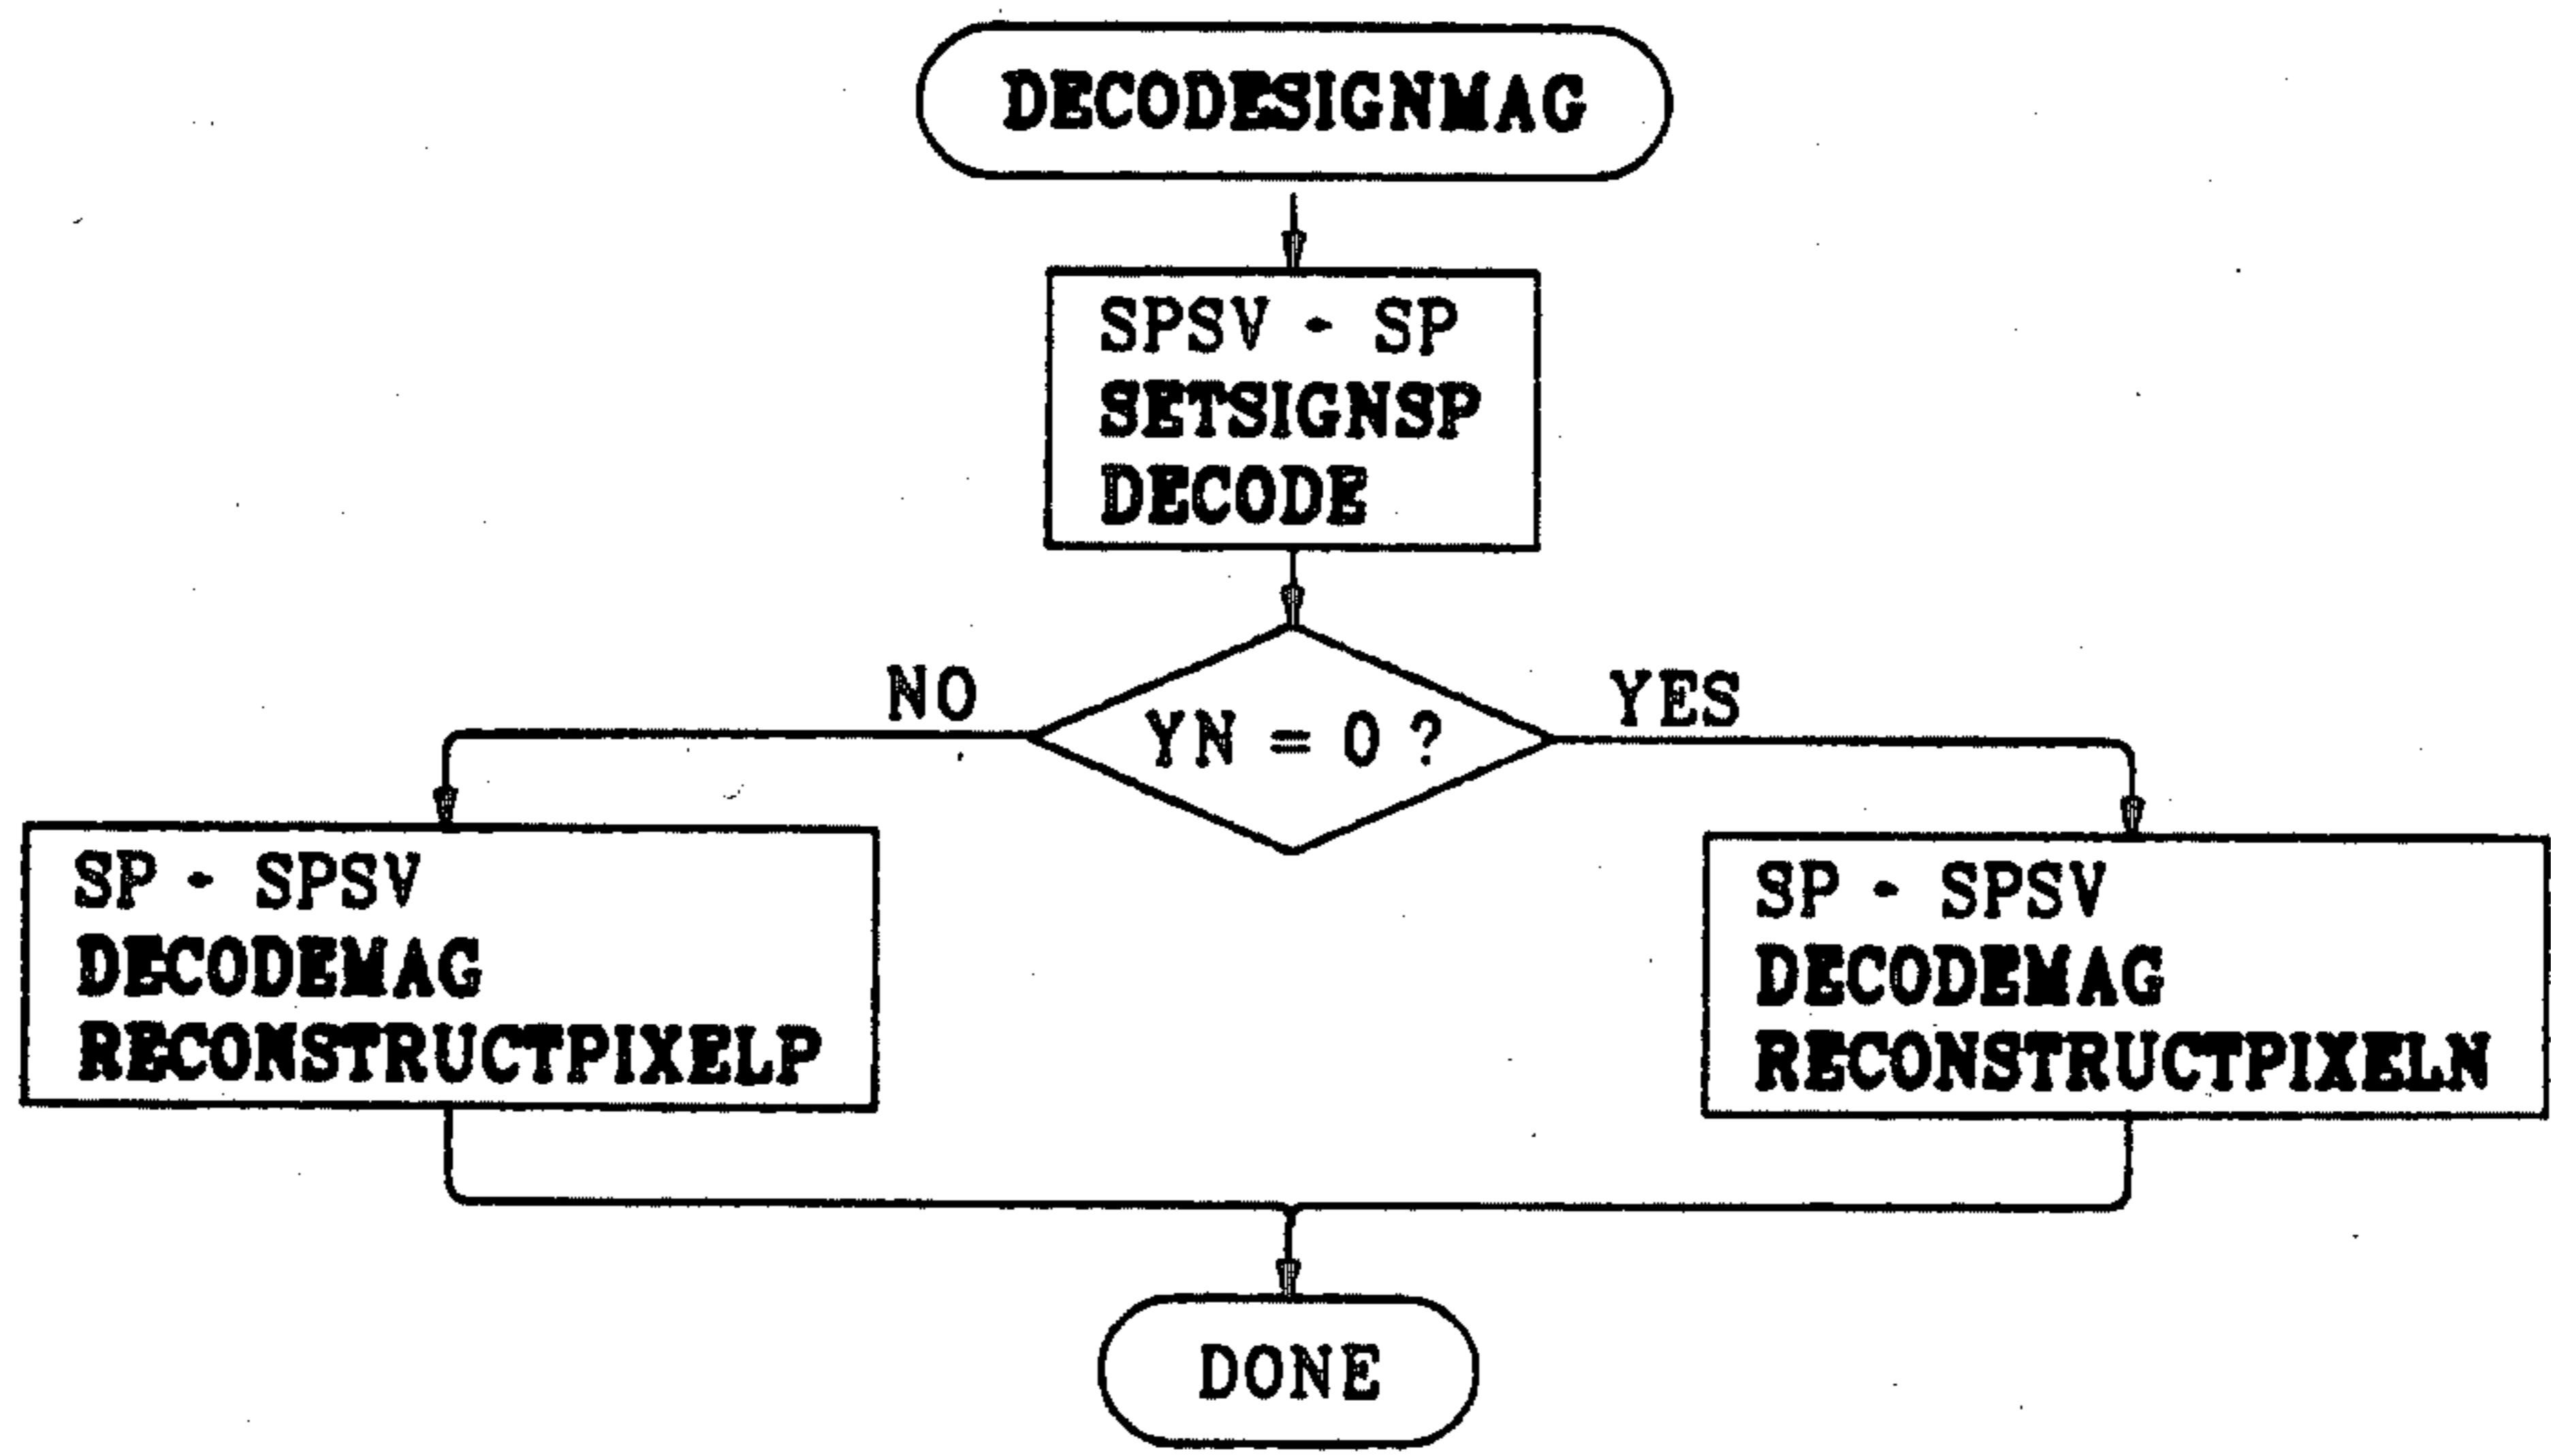 DECODESIGNMAG
SPSV - SP
SETSIGNSP
DECODE
NO
YES
YN = 0 ?
SP - SPSV
DECODEMAG
RECONSTRUCTPIXELP
SP - SPSV
DECODEMAG
RECONSTRUCTPIXELN
DONE